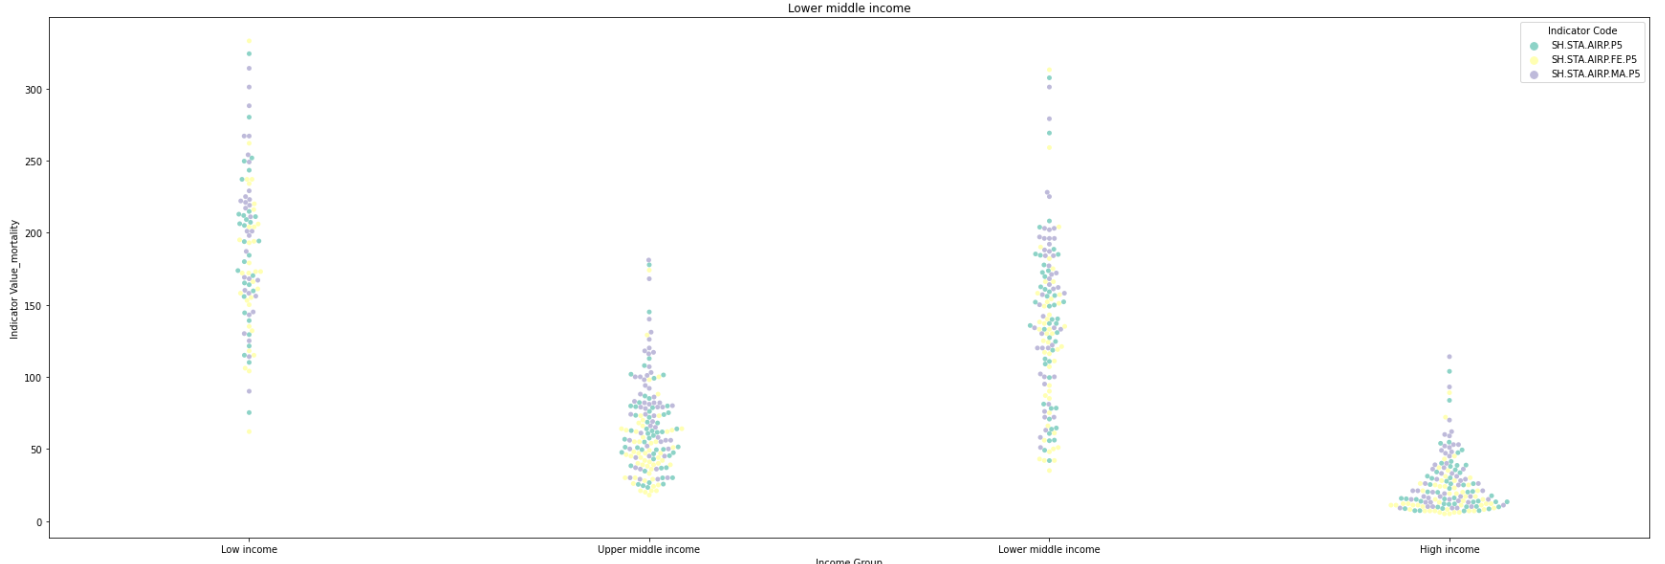 Lower middle income
Indicator Code
SH.STA.AIRP.P5
SH.STA.AIRP.FE.P5
SH.STA.AIRP.MA.P5
Indicator Value_mortality
300
250
200
150
100
50
0
Low income
Upper middle income
Lower middle income
High income
Income Group